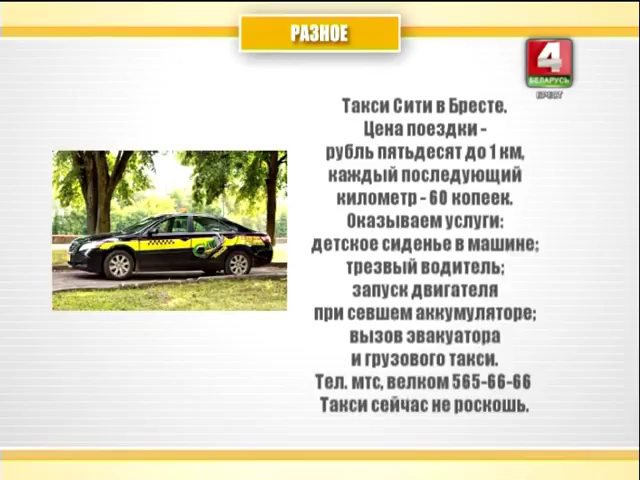 РАЗНОЕ
4
БЕЛАРУСЬ
БРЕСТ
Такси Сити в Бресте.
Цена поездки -
рубль пятьдесят до 1 км,
каждый последующий
километр - 60 копеек.
Оказываем услуги:
детское сиденье в машине;
трезвый водитель;
запуск двигателя
при севшем аккумуляторе;
вызов эвакуатора
и грузового такси.
Тел. мтс, велком 565-66-66
Такси сейчас не роскошь.